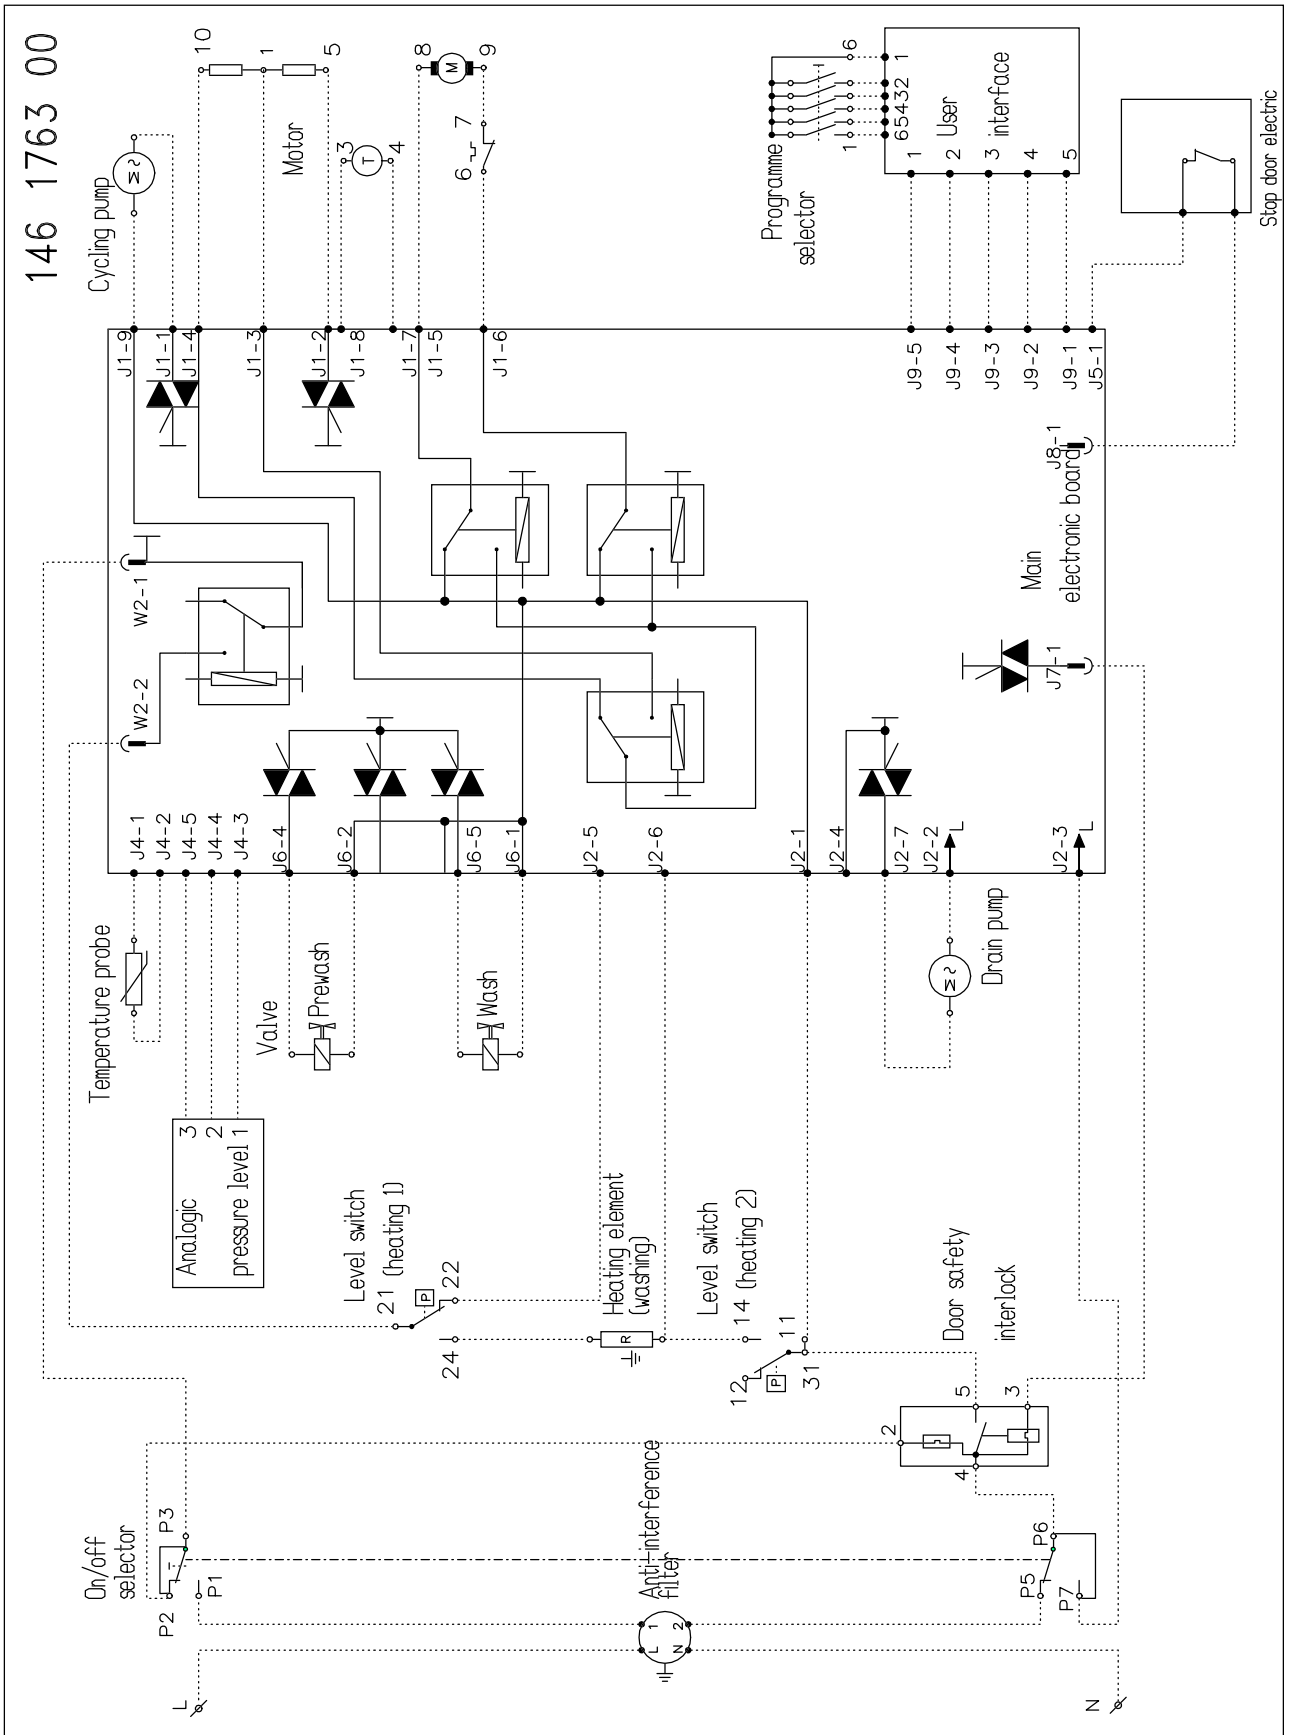 146 1763 00
Cycling pump
M
~
10
1
5
Motor
3
T
4
8
M
9
7
6
Programme
selector
6
1
1
65432
User
interface
1
2
3
4
5
Stop door electric
J1-9
J1-1
J1-4
J1-3
J1-2
J1-8
J1-7
J1-5
J1-6
J9-5
J9-4
J9-3
J9-2
J9-1
J5-1
W2-1
W2-2
J8-1
Main
electronic board
J7-1
J4-1
J4-2
J4-5
J4-4
J4-3
J6-4
J6-2
J6-5
J6-1
J2-5
J2-6
J2-1
J2-4
J2-7
J2-2
L
J2-3
L
Temperature probe
Valve
Prewash
Wash
M
~
Drain pump
Analogic
pressure level
3
2
1
Level switch
(heating 1)
21
P
22
24
Heating element
(washing)
R
Level switch
(heating 2)
14
11
12
P
31
Door safety
interlock
2
5
3
4
On/off
selector
P3
P2
P1
Anti-interference
filter
L 1
N 2
P6
P5
P7
L
N